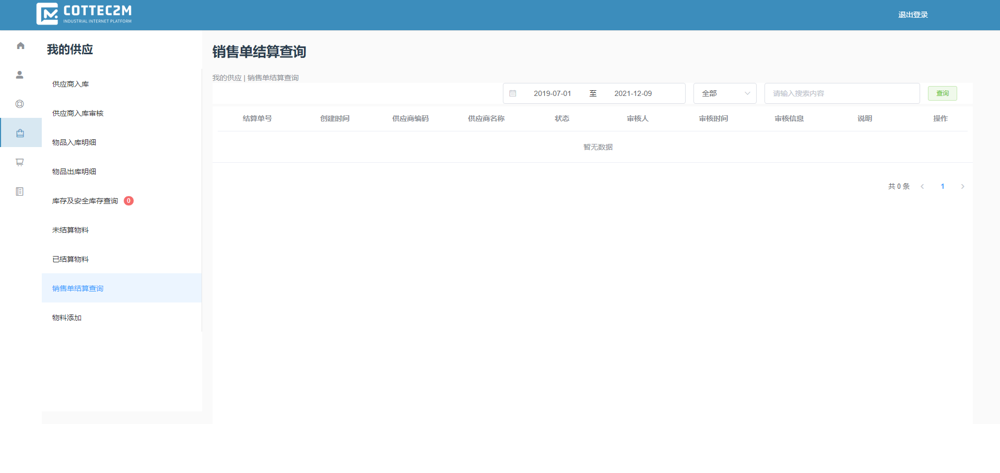 COTTEC2M
INDUSTRIAL INTERNET PLATFORM
退出登录
我的供应
供应商入库
供应商入库审核
物品入库明细
物品出库明细
库存及安全库存查询 0
未结算物料
已结算物料
销售单结算查询
物料添加
销售单结算查询
我的供应 | 销售单结算查询
2019-07-01 至 2021-12-09 全部 请输入搜索内容 查询
结算单号 创建时间 供应商编码 供应商名称 状态 审核人 审核时间 审核信息 说明 操作
暂无数据
共 0 条 1